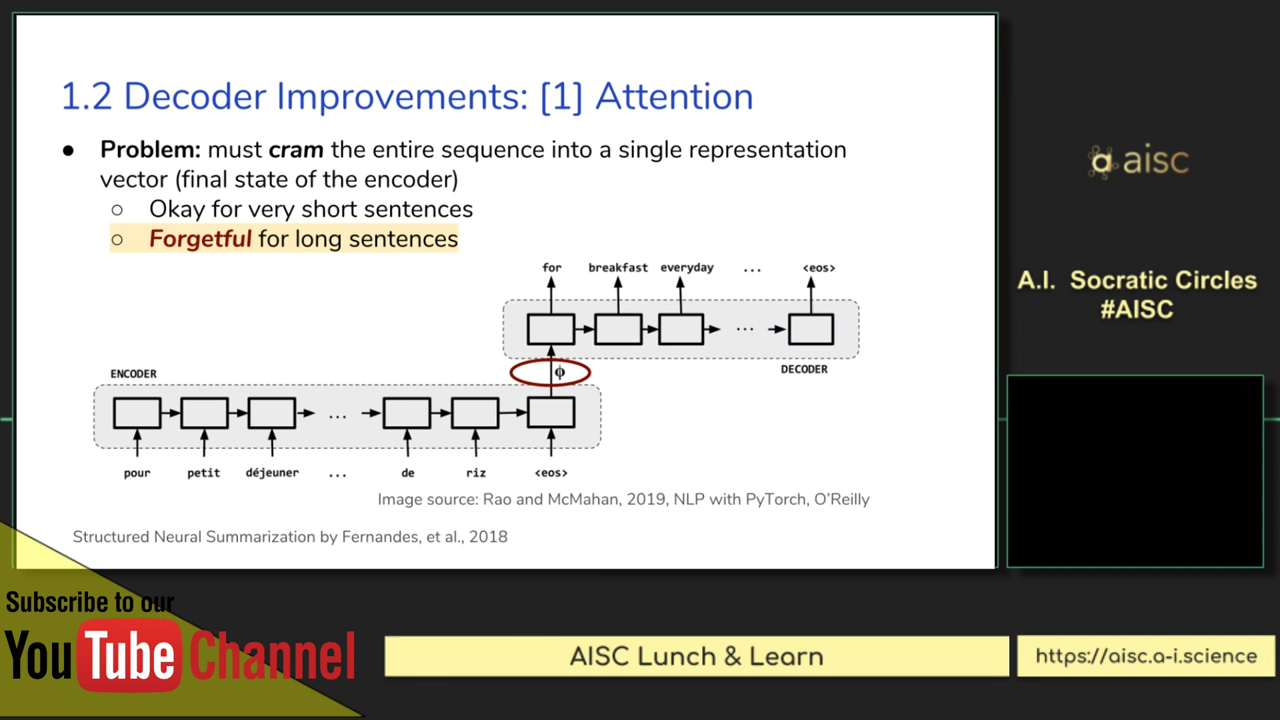 1.2 Decoder Improvements: [1] Attention
● Problem: must cram the entire sequence into a single representation
vector (final state of the encoder)
○ Okay for very short sentences
○ Forgetful for long sentences
for breakfast everyday ... <eos>
ϕ
DECODER
ENCODER
... 
...
pour petit déjeuner ... de riz <eos>
Image source: Rao and McMahan, 2019, NLP with PyTorch, O'Reilly
Structured Neural Summarization by Fernandes, et al., 2018
aisc
A.I. Socratic Circles
#AISC
Subscribe to our
YouTube Channel
AISC Lunch & Learn
https://aisc.a-i.science